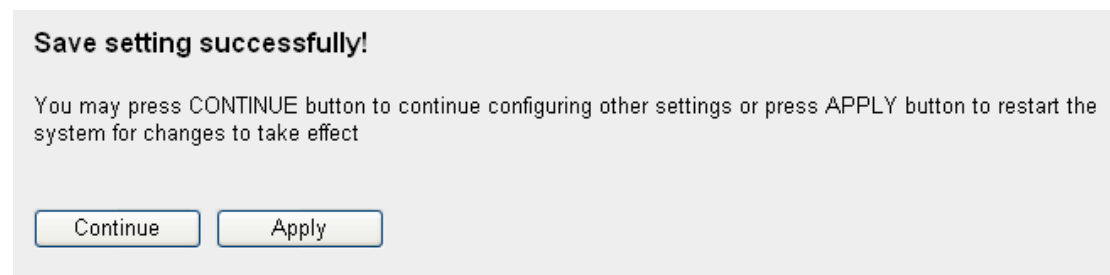 Save setting successfully!
You may press CONTINUE button to continue configuring other settings or press APPLY button to restart the
system for changes to take effect
Continue
Apply